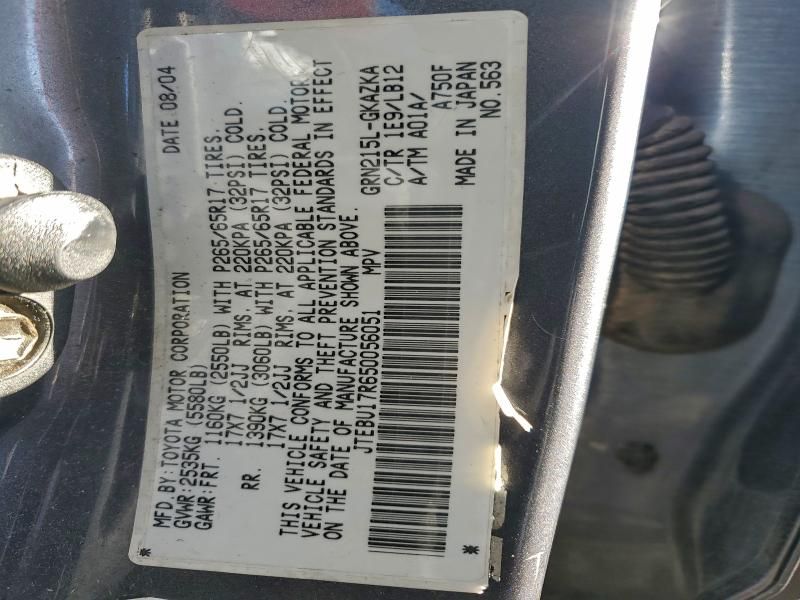 MFD.BY:TOYOTA MOTOR CORPORATION DATE 08/04
GVWR:2535KG (5580LB)
GAWR:FRT. 1160KG (2550LB) WITH P265/65R17 TIRES.
17X7 1/2JJ RIMS, AT 220KPA (32PSI) COLD.
RR. 1390KG (3060LB) WITH P265/65R17 TIRES.
17X7 1/2JJ RIMS, AT 220KPA (32PSI) COLD.
THIS VEHICLE CONFORMS TO ALL APPLICABLE FEDERAL MOTOR
VEHICLE SAFETY AND THEFT PREVENTION STANDARDS IN EFFECT
ON THE DATE OF MANUFACTURE SHOWN ABOVE.
JTEBU17R650056051 MPV
GRN215L-GKAZKA
C/TR 1E9/LB12
A/TM A01A/
A750F
MADE IN JAPAN
NO.563